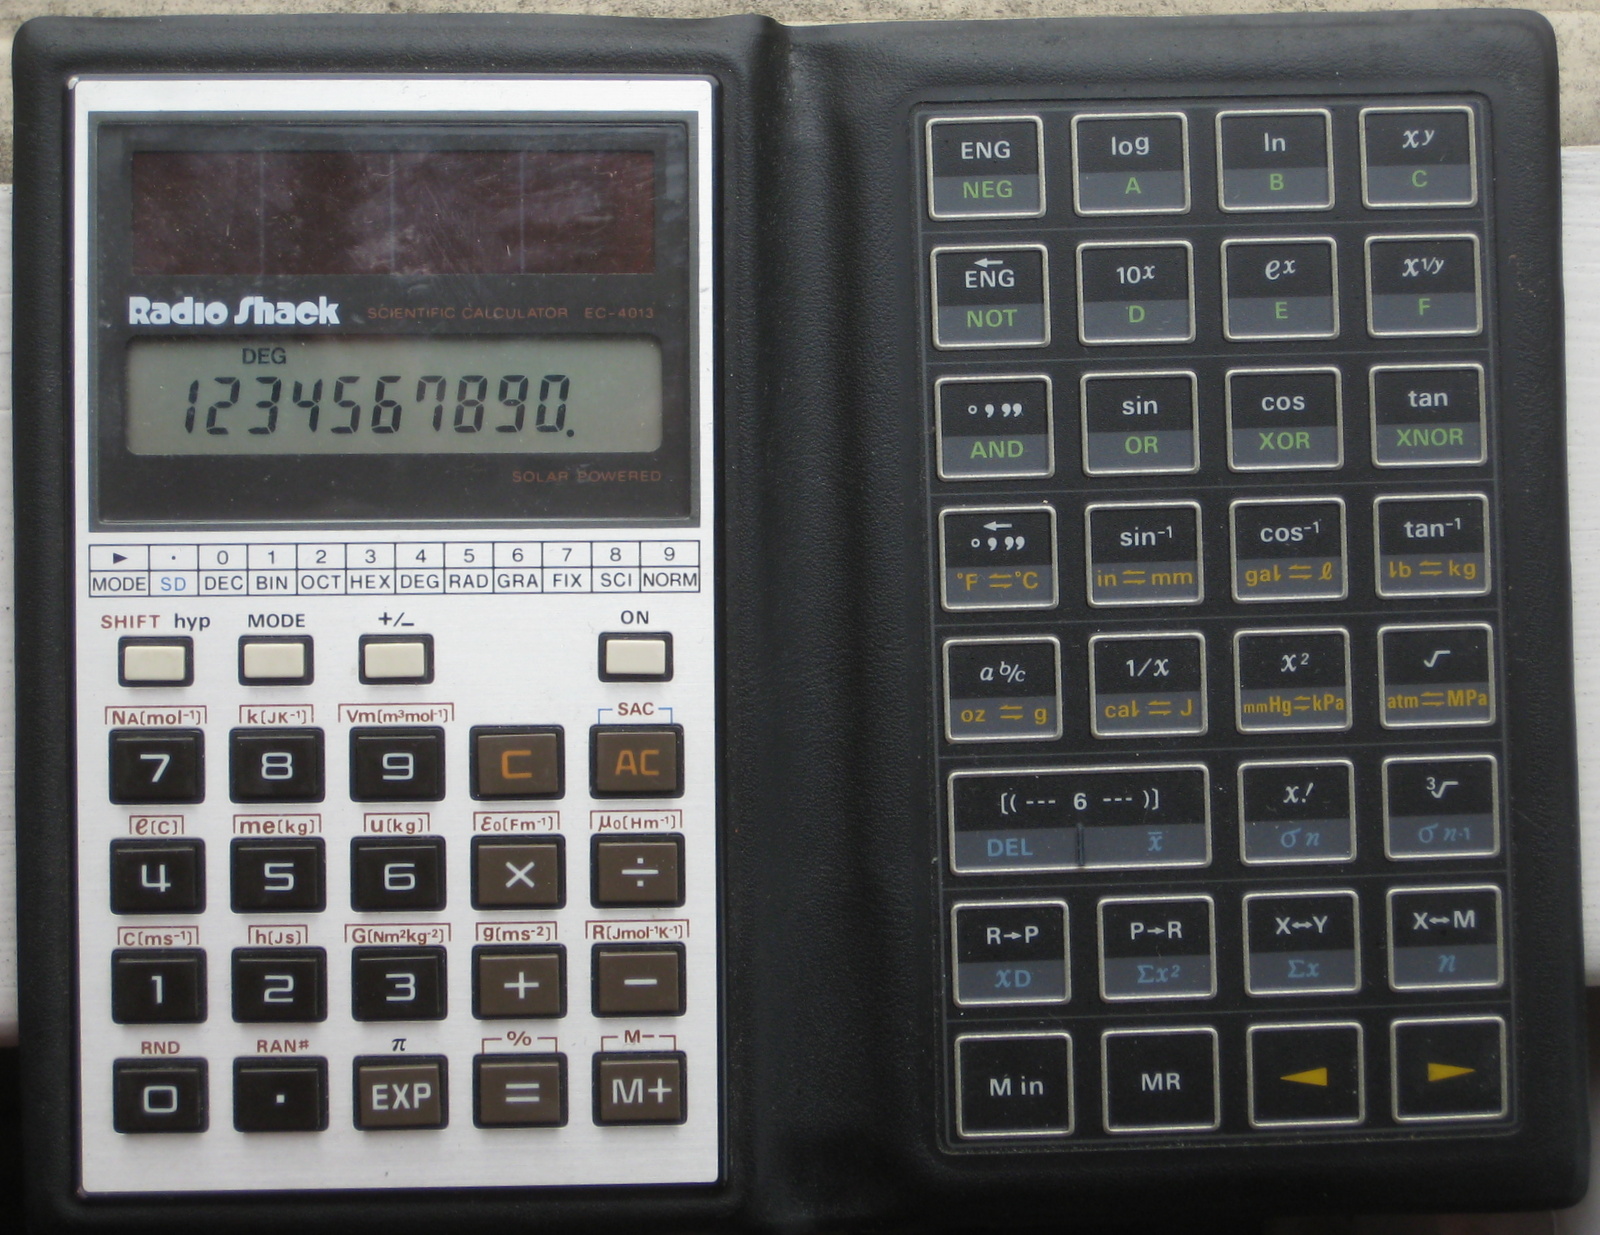 Radio Shack SCIENTIFIC CALCULATOR EC-4013
DEG
1234567890.
SOLAR POWERED
► · 0 1 2 3 4 5 6 7 8 9
MODE SD DEC BIN OCT HEX DEG RAD GRA FIX SCI NORM
SHIFT hyp MODE +/− ON
NA(mol⁻¹) k(JK⁻¹) Vm(m³mol⁻¹) SAC
7 8 9 C AC
e(C) me(kg) u(kg) ε₀(Fm⁻¹) μ₀(Hm⁻¹)
4 5 6 × ÷
C(ms⁻¹) h(Js) G(Nm²kg⁻²) g(ms⁻²) R(Jmol⁻¹K⁻¹)
1 2 3 + −
RND RAN# π % M−
0 · EXP = M+
ENG log ln xʸ
NEG A B C
←ENG 10ˣ eˣ x¹/ʸ
NOT D E F
° ’ ’’ sin cos tan
AND OR XOR XNOR
←° ’ ’’ sin⁻¹ cos⁻¹ tan⁻¹
°F ⇌ °C in ⇌ mm gal ⇌ ℓ lb ⇌ kg
a b/c 1/x x² √
oz ⇌ g cal ⇌ J mmHg⇌kPa atm⇌MPa
[( --- 6 --- )] x! ³√
DEL x̄ σn σn-1
R→P P→R X↔Y X↔M
xD Σx² Σx n
M in MR ◄ ►